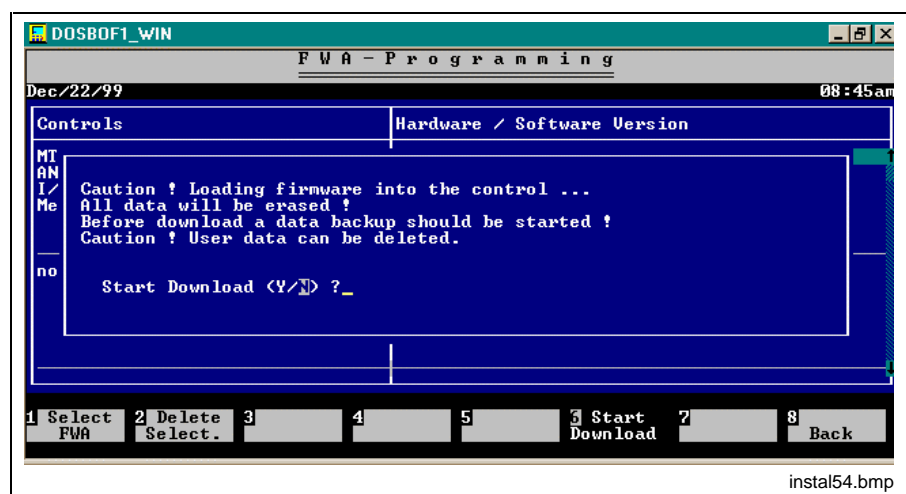 DOSBOF1_WIN
FWA-Programming
Dec/22/99 08:45am
Controls Hardware / Software Version
MT
AN
I/
Me
Caution ! Loading firmware into the control ...
All data will be erased !
Before download a data backup should be started !
Caution ! User data can be deleted.
no
Start Download (Y/N) ?_
1 Select FWA
2 Delete Select.
3
4
5
6 Start Download
7
8 Back
instal54.bmp